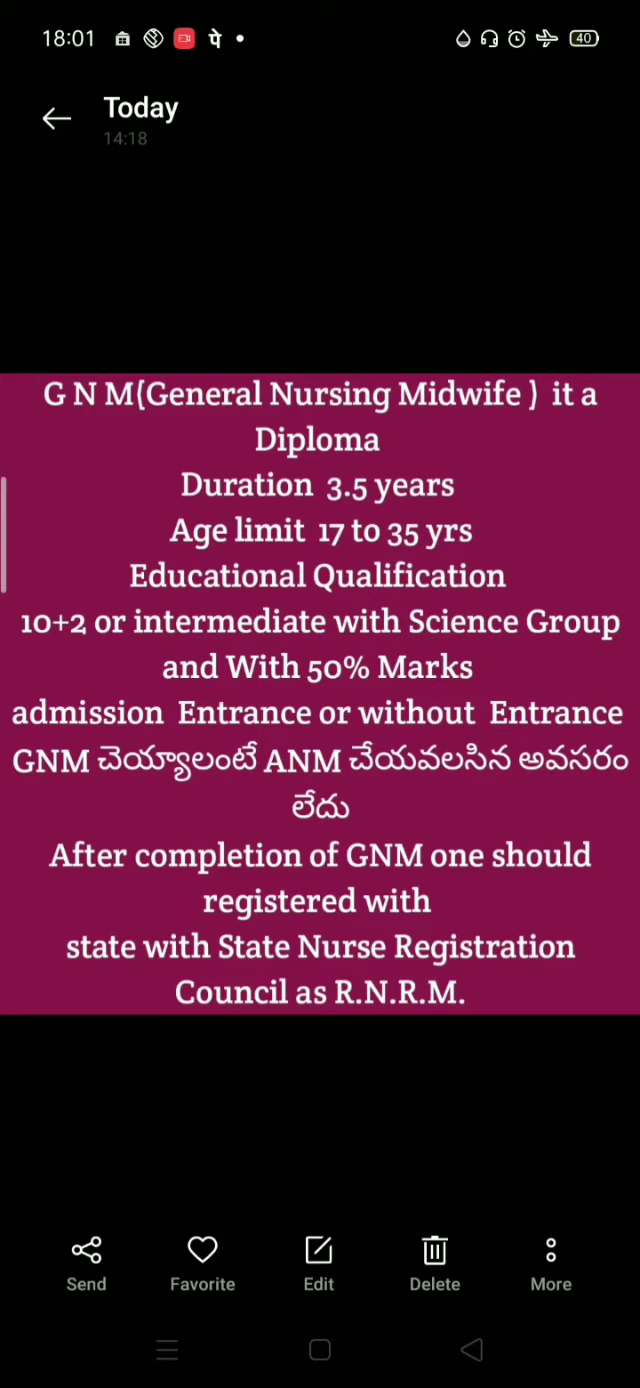 18:01 पे 40
Today
14:18
G N M(General Nursing Midwife ) it a
Diploma
Duration 3.5 years
Age limit 17 to 35 yrs
Educational Qualification
10+2 or intermediate with Science Group
and With 50% Marks
admission Entrance or without Entrance
GNM చెయ్యాలంటే ANM చేయవలసిన అవసరం
లేదు
After completion of GNM one should
registered with
state with State Nurse Registration
Council as R.N.R.M.
Send Favorite Edit Delete More